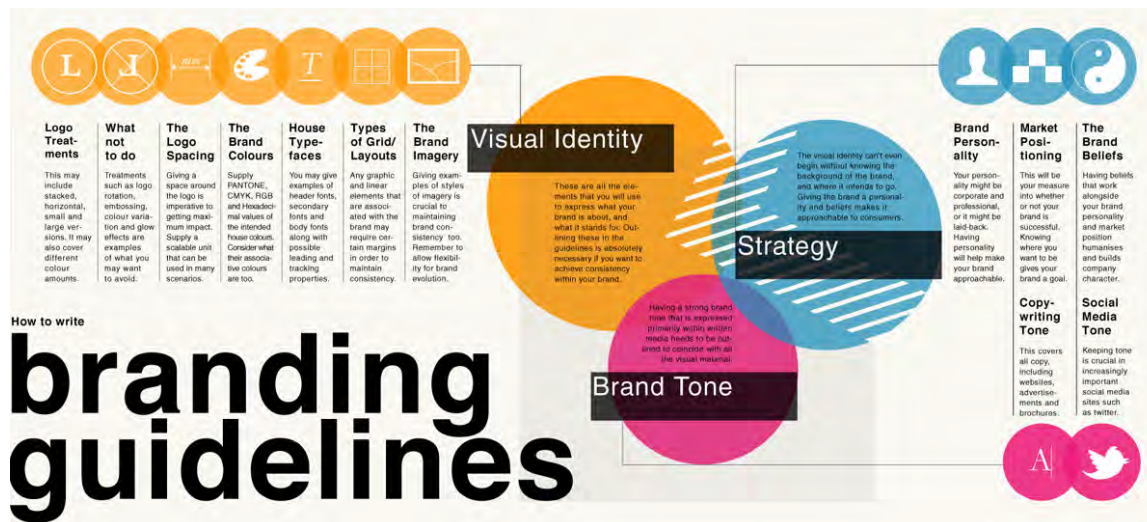 L
T
Logo
Treat-
ments
This may
include
stacked,
horizontal,
small and
large ver-
sions. It may
also cover
different
colour
amounts.
What
not
to do
Treatments
such as logo
rotation,
embossing,
colour varia-
tion and glow
effects are
examples
of what you
may want
to avoid.
The
Logo
Spacing
Giving a
space around
the logo is
imperative to
getting maxi-
mum impact.
Supply a
scalable unit
that can be
used in many
scenarios.
The
Brand
Colours
Supply
PANTONE,
CMYK, RGB
and Hexadeci-
mal values of
the intended
house colours.
Consider what
their associa-
tive colours
are too.
House
Type-
faces
You may give
examples of
header fonts,
secondary
fonts and
body fonts
along with
possible
leading and
tracking
properties.
Types
of Grid/
Layouts
Any graphic
and linear
elements that
are associ-
ated with the
brand may
require cer-
tain margins
in order to
maintain
consistency.
The
Brand
Imagery
Giving exam-
ples of styles
of imagery is
crucial to
maintaining
brand con-
sistency too.
Remember to
allow flexibil-
ity for brand
evolution.
Visual Identity
These are all the ele-
ments that you will use
to express what your
brand is about, and
what it stands for. Out-
lining these in the
guidelines is absolutely
necessary if you want to
achieve consistency
within your brand.
The visual identity can't even
begin without knowing the
background of the brand,
and where it intends to go.
Giving the brand a personal-
ity and beliefs makes it
approachable to consumers.
Strategy
Having a strong brand
tone that is expressed
primarily within written
media needs to be out-
lined to coincide with all
the visual material.
Brand Tone
Brand
Person-
ality
Your person-
ality might be
corporate and
professional,
or it might be
laid-back.
Having
personality
will help make
your brand
approachable.
Market
Posi-
tioning
This will be
your measure
into whether
or not your
brand is
successful.
Knowing
where you
want to be
gives your
brand a goal.
The
Brand
Beliefs
Having beliefs
that work
alongside
your brand
personality
and market
position
humanises
and builds
company
character.
Copy-
writing
Tone
This covers
all copy,
including
websites,
advertise-
ments and
brochures.
Social
Media
Tone
Keeping tone
is crucial in
increasingly
important
social media
sites such
as twitter.
A
How to write
branding
guidelines